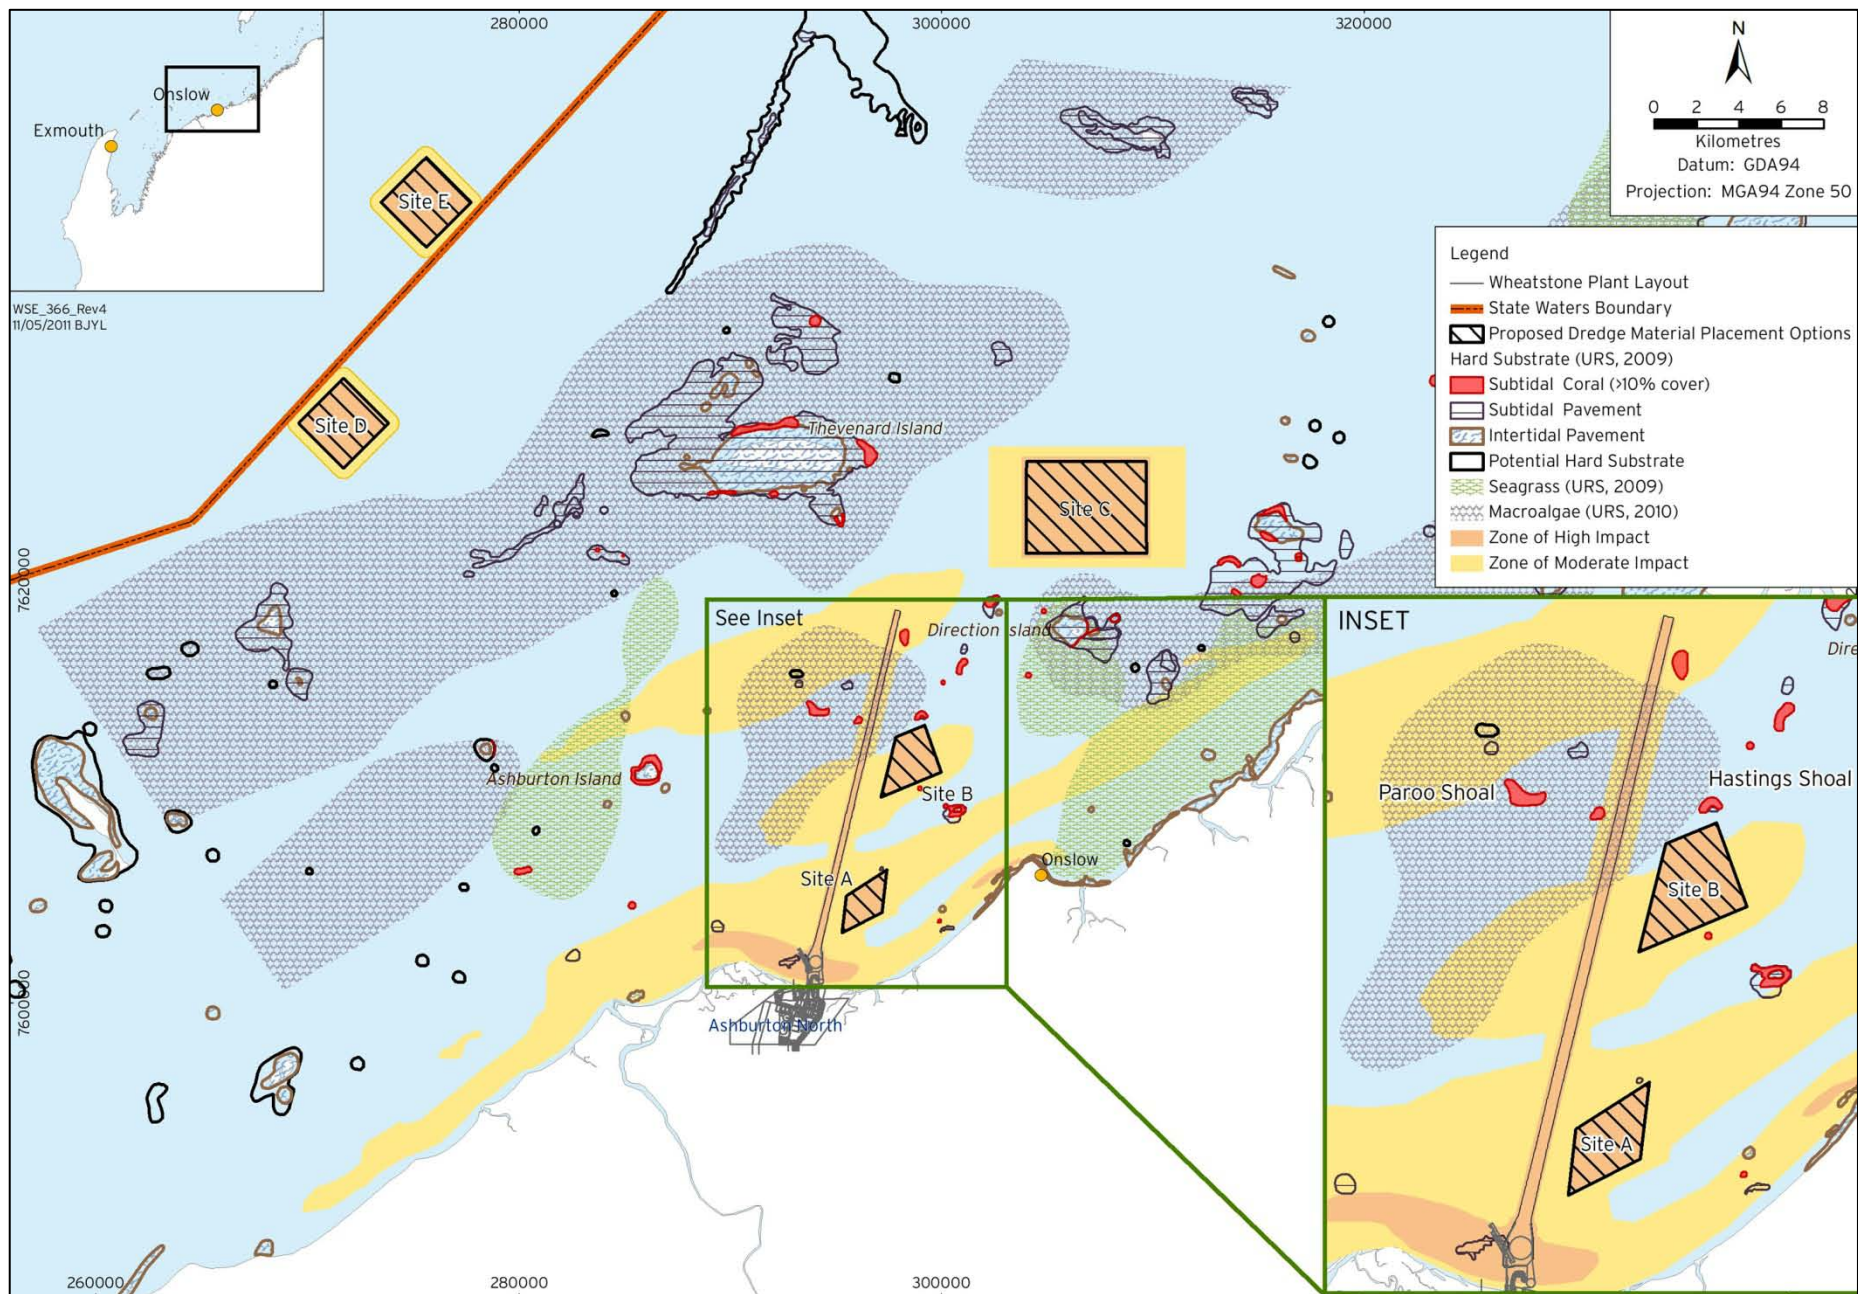 280000
300000
320000
Onslow
Exmouth
WSE_366_Rev4
11/05/2011 BJYL
N
0 2 4 6 8
Kilometres
Datum: GDA94
Projection: MGA94 Zone 50
Legend
Wheatstone Plant Layout
State Waters Boundary
Proposed Dredge Material Placement Options
Hard Substrate (URS, 2009)
Subtidal Coral (>10% cover)
Subtidal Pavement
Intertidal Pavement
Potential Hard Substrate
Seagrass (URS, 2009)
Macroalgae (URS, 2010)
Zone of High Impact
Zone of Moderate Impact
Site E
Site D
Thevenard Island
Site C
7620000
See Inset
Direction Island
Ashburton Island
Site B
Site A
Onslow
7600000
Ashburton North
INSET
Dire
Paroo Shoal
Hastings Shoal
Site B
Site A
260000
280000
300000